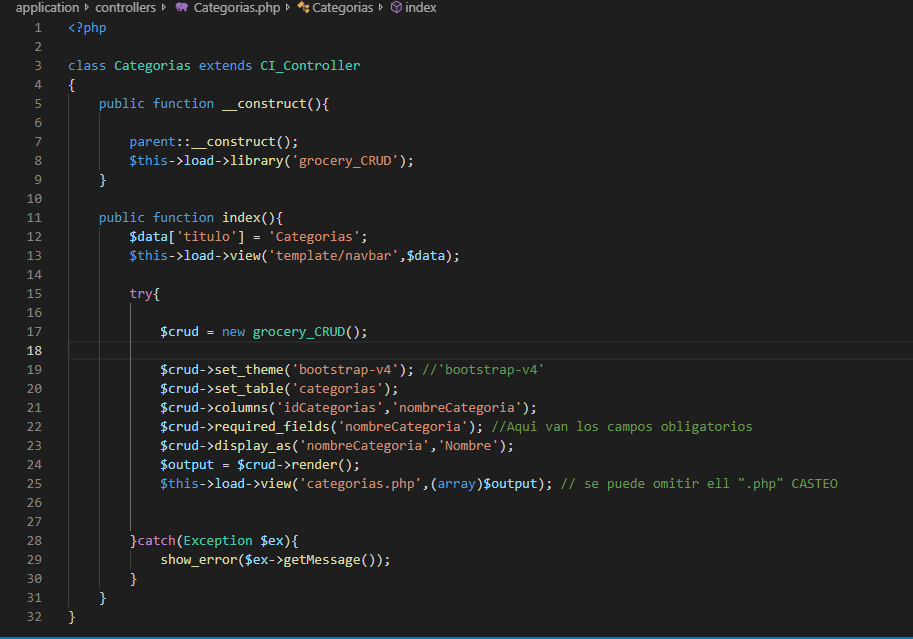 application controllers Categorias.php Categorias index
1 <?php
2
3 class Categorias extends CI_Controller
4 {
5     public function __construct(){
6
7         parent::__construct();
8         $this->load->library('grocery_CRUD');
9     }
10
11     public function index(){
12         $data['titulo'] = 'Categorias';
13         $this->load->view('template/navbar',$data);
14
15         try{
16
17             $crud = new grocery_CRUD();
18
19             $crud->set_theme('bootstrap-v4'); //'bootstrap-v4'
20             $crud->set_table('categorias');
21             $crud->columns('idCategorias','nombreCategoria');
22             $crud->required_fields('nombreCategoria'); //Aqui van los campos obligatorios
23             $crud->display_as('nombreCategoria','Nombre');
24             $output = $crud->render();
25             $this->load->view('categorias.php',(array)$output); // se puede omitir ell ".php" CASTEO
26
27
28         }catch(Exception $ex){
29             show_error($ex->getMessage());
30         }
31     }
32 }